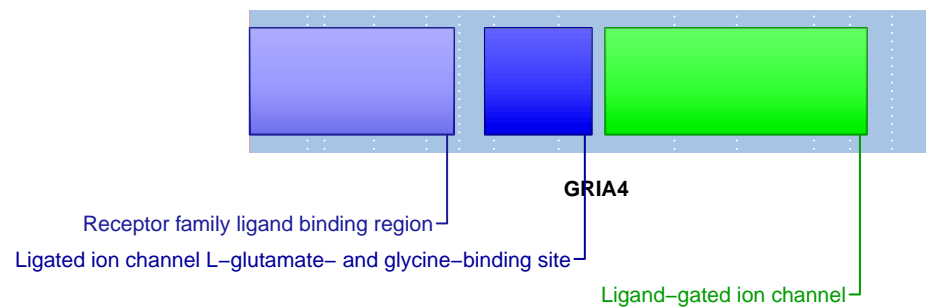 GRIA4
Receptor family ligand binding region
Ligated ion channel L−glutamate− and glycine−binding site
Ligand−gated ion channel